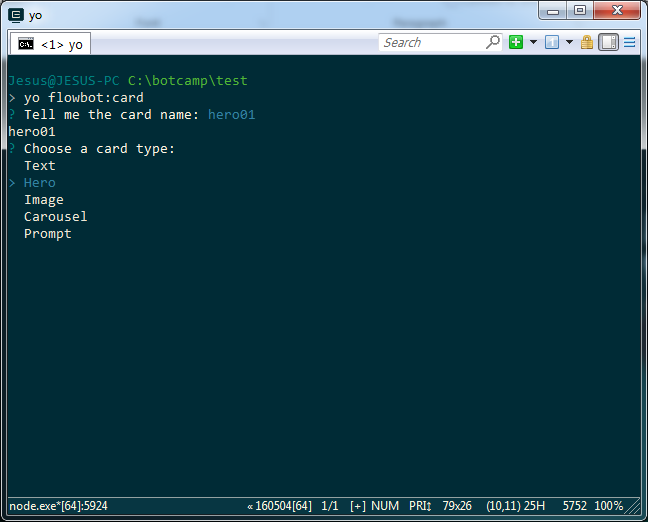 yo
<1> yo
Search
Jesus@JESUS-PC C:\botcamp\test
> yo flowbot:card
? Tell me the card name: hero01
hero01
? Choose a card type:
Text
> Hero
Image
Carousel
Prompt
node.exe*[64]:5924 « 160504[64] 1/1 [+] NUM PRI↕ 79x26 (10,11) 25H 5752 100%